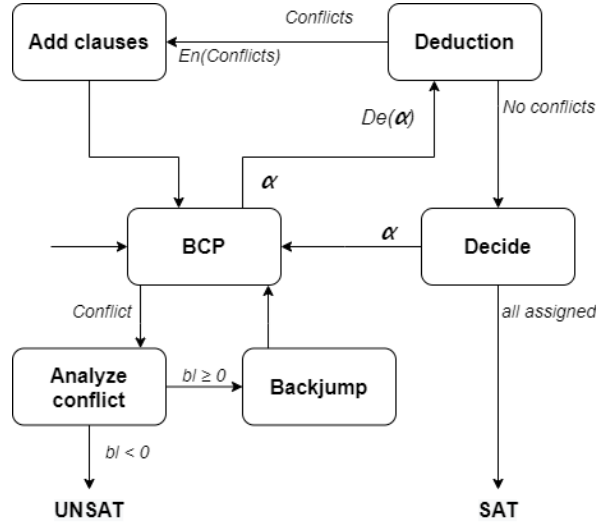 Conflicts
Add clauses
Deduction
En(Conflicts)
De(α)
No conflicts
α
BCP
α
Decide
Conflict
all assigned
Analyze
conflict
bl ≥ 0
Backjump
bl < 0
UNSAT
SAT